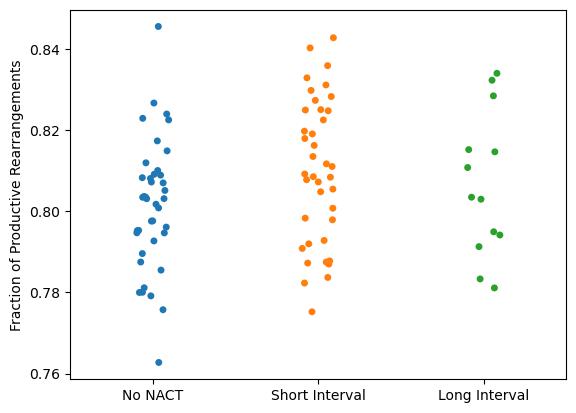 Fraction of Productive Rearrangements
0.84
0.82
0.80
0.78
0.76
No NACT
Short Interval
Long Interval